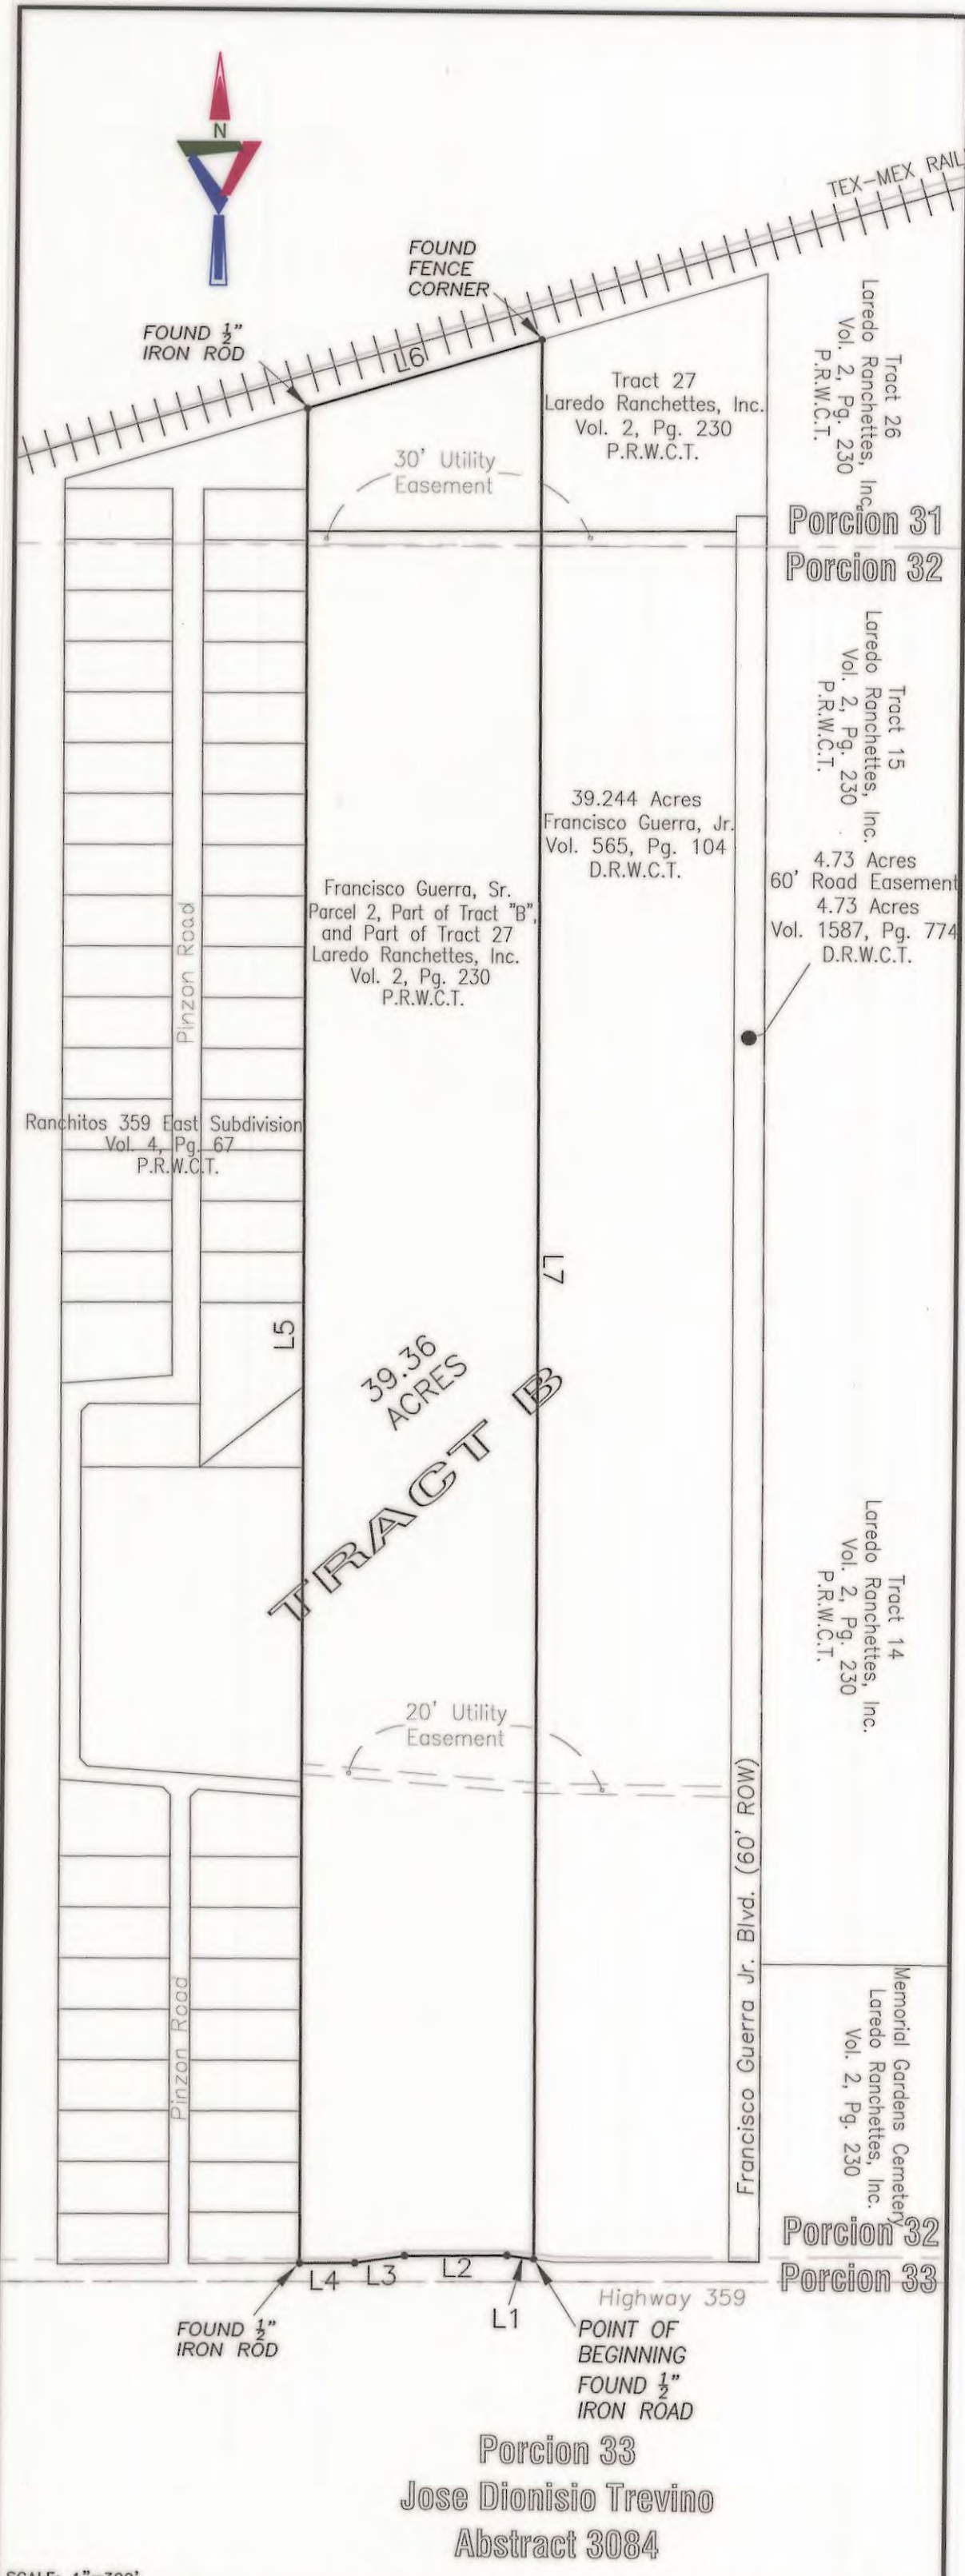 N
TEX-MEX RAIL
FOUND
FENCE
CORNER
FOUND ½"
IRON ROD
L6
Tract 27
Laredo Ranchettes, Inc.
Vol. 2, Pg. 230
P.R.W.C.T.
Tract 26
Laredo Ranchettes, Inc.
Vol. 2, Pg. 230
P.R.W.C.T.
30' Utility
Easement
Porcion 31
Porcion 32
Tract 15
Laredo Ranchettes, Inc.
Vol. 2, Pg. 230
P.R.W.C.T.
39.244 Acres
Francisco Guerra, Jr.
Vol. 565, Pg. 104
D.R.W.C.T.
4.73 Acres
60' Road Easement
4.73 Acres
Vol. 1587, Pg. 774
D.R.W.C.T.
Francisco Guerra, Sr.
Parcel 2, Part of Tract "B",
and Part of Tract 27
Laredo Ranchettes, Inc.
Vol. 2, Pg. 230
P.R.W.C.T.
Pinzon Road
Ranchitos 359 East Subdivision
Vol. 4, Pg. 67
P.R.W.C.T.
L7
L5
39.36
ACRES
TRACT B
Tract 14
Laredo Ranchettes, Inc.
Vol. 2, Pg. 230
P.R.W.C.T.
20' Utility
Easement
Francisco Guerra Jr. Blvd. (60' ROW)
Pinzon Road
Memorial Gardens Cemetery
Laredo Ranchettes, Inc.
Vol. 2, Pg. 230
Porcion 32
Porcion 33
L4
L3
L2
L1
Highway 359
FOUND ½"
IRON ROD
POINT OF
BEGINNING
FOUND ½"
IRON ROAD
Porcion 33
Jose Dionisio Trevino
Abstract 3084